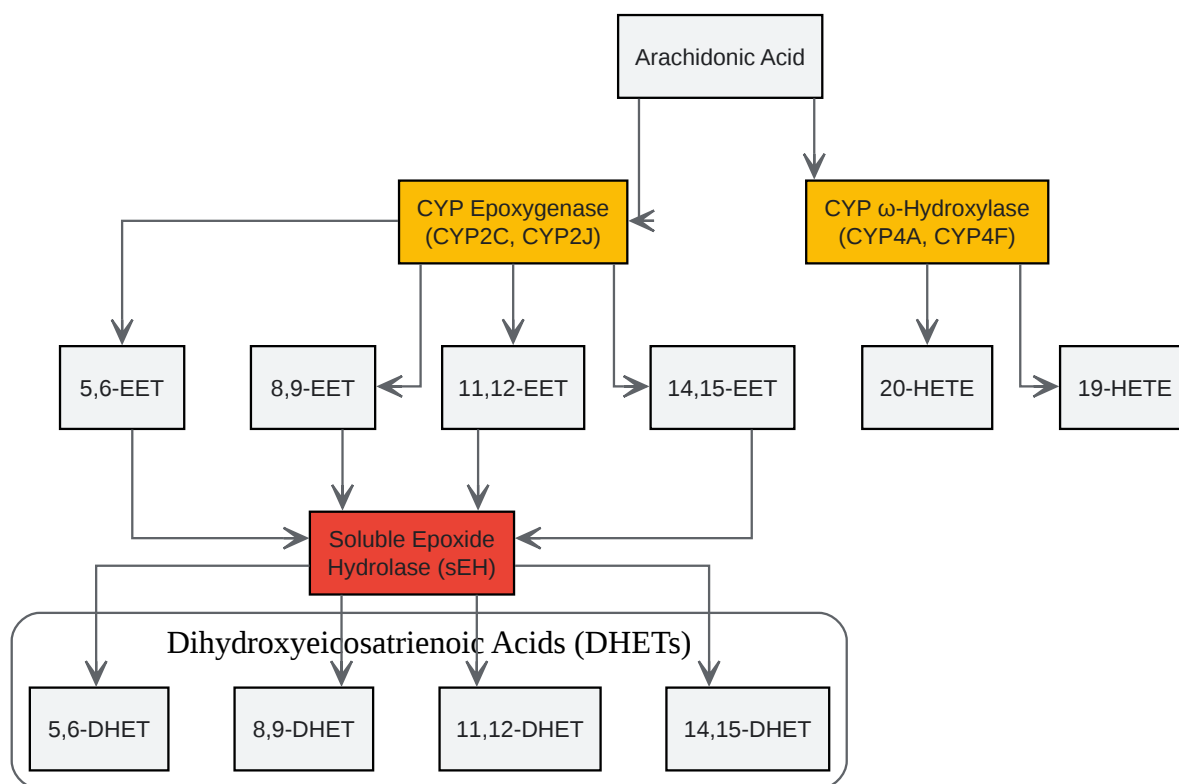 Arachidonic Acid
CYP Epoxygenase
(CYP2C, CYP2J)
CYP ω-Hydroxylase
(CYP4A, CYP4F)
5,6-EET
8,9-EET
11,12-EET
14,15-EET
20-HETE
19-HETE
Soluble Epoxide
Hydrolase (sEH)
Dihydroxyeicosatrienoic Acids (DHETs)
5,6-DHET
8,9-DHET
11,12-DHET
14,15-DHET